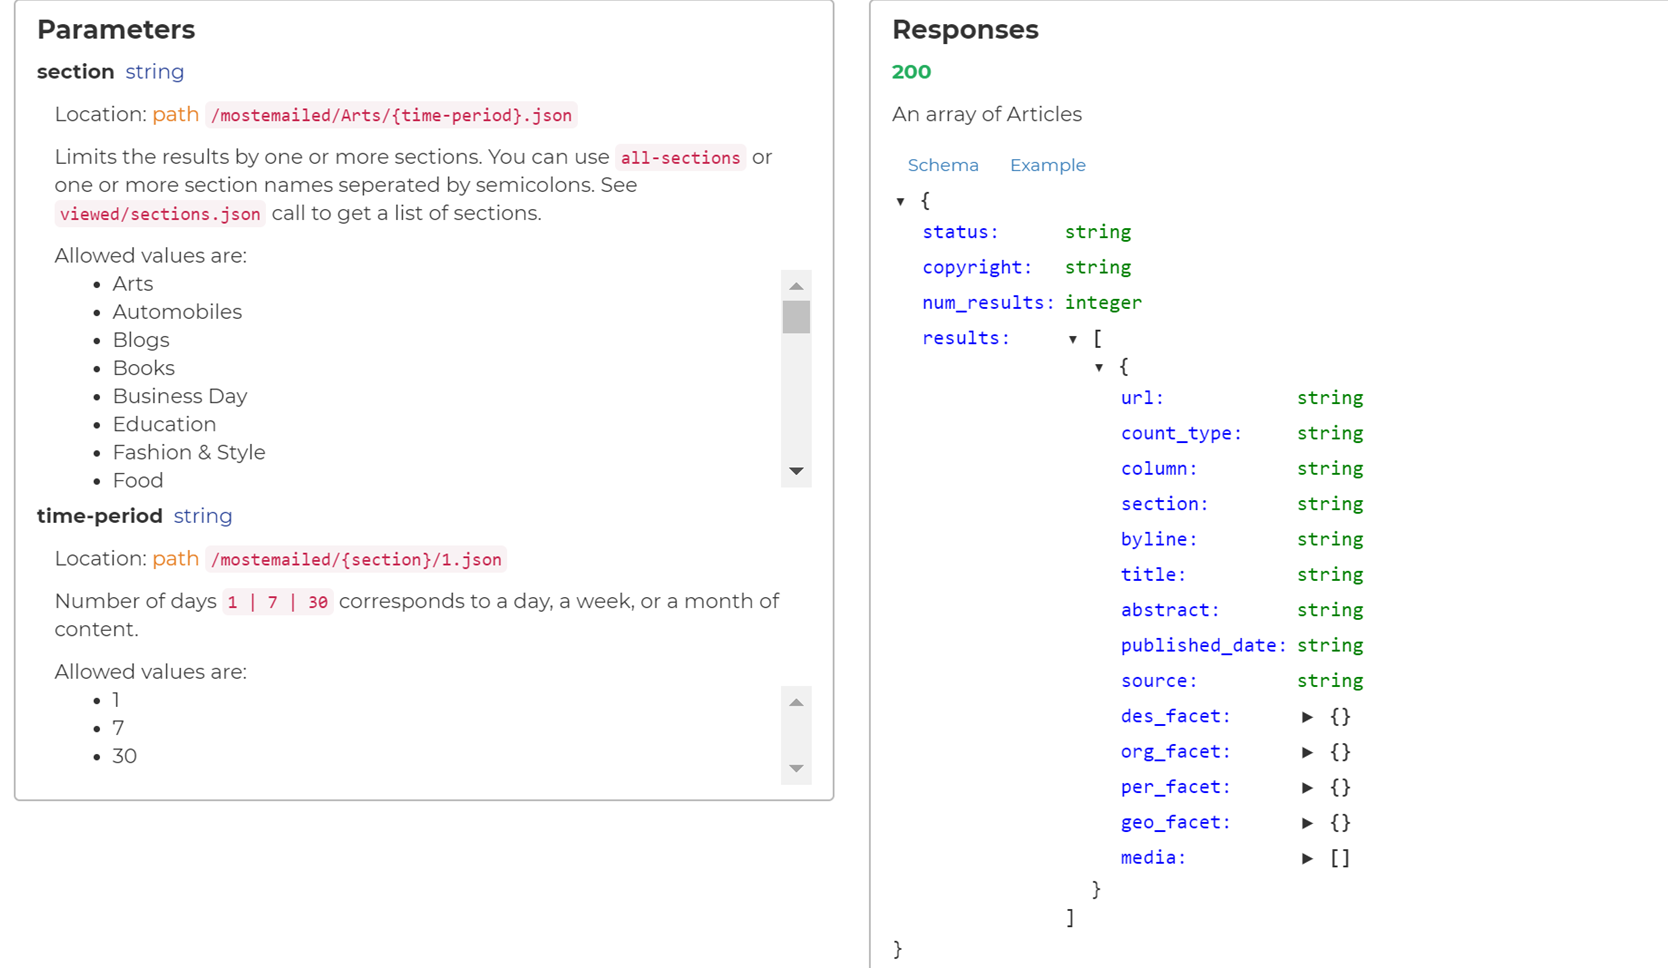 Parameters
section string
Location: path /mostemailed/Arts/{time-period}.json
Limits the results by one or more sections. You can use all-sections or
one or more section names seperated by semicolons. See
viewed/sections.json call to get a list of sections.
Allowed values are:
• Arts
• Automobiles
• Blogs
• Books
• Business Day
• Education
• Fashion & Style
• Food
time-period string
Location: path /mostemailed/{section}/1.json
Number of days 1 | 7 | 30 corresponds to a day, a week, or a month of
content.
Allowed values are:
• 1
• 7
• 30
Responses
200
An array of Articles
Schema Example
▼ {
status: string
copyright: string
num_results: integer
results: ▼ [
▼ {
url: string
count_type: string
column: string
section: string
byline: string
title: string
abstract: string
published_date: string
source: string
des_facet: ▶ {}
org_facet: ▶ {}
per_facet: ▶ {}
geo_facet: ▶ {}
media: ▶ []
}
]
}